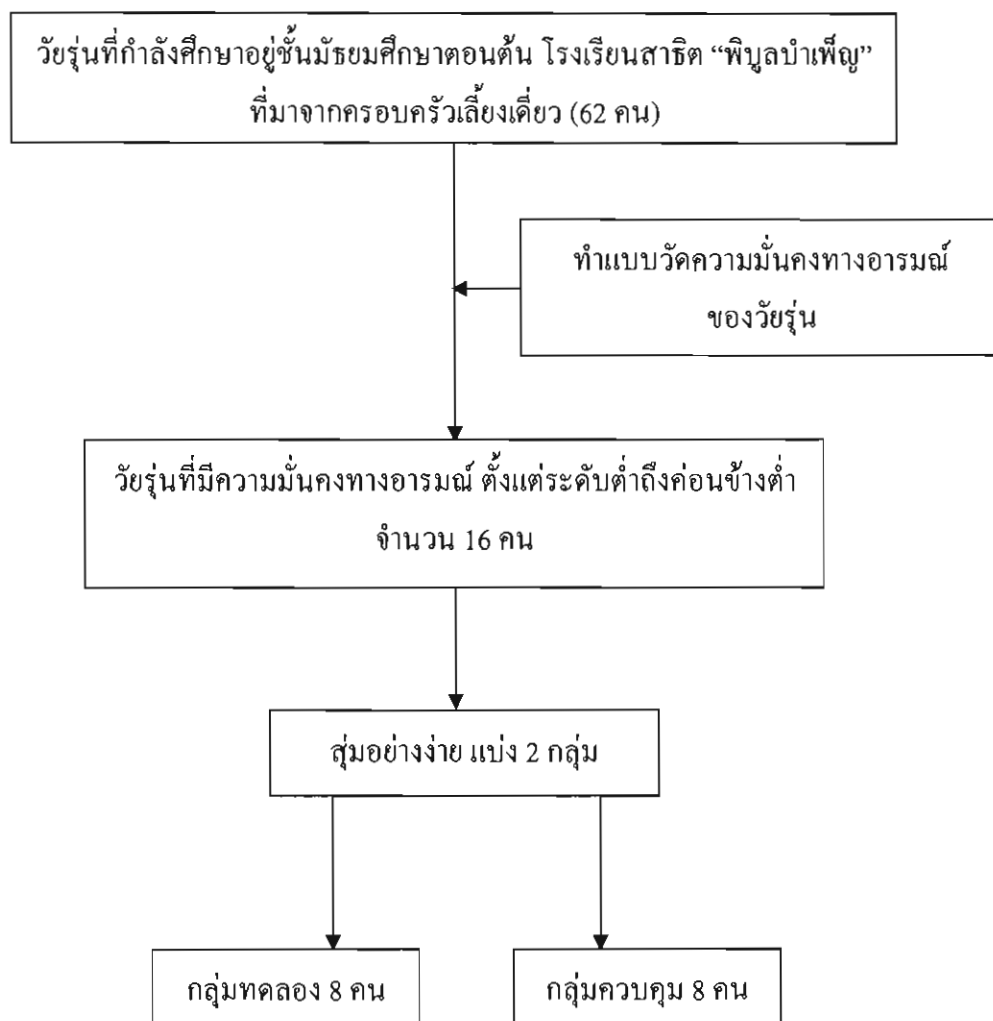 วัยรุ่นที่กำลังศึกษาอยู่ชั้นมัธยมศึกษาตอนต้น โรงเรียนสาธิต “พิบูลบำเพ็ญ”
ที่มาจากครอบครัวเลี้ยงเดี่ยว (62 คน)
ทำแบบวัดความมั่นคงทางอารมณ์
ของวัยรุ่น
วัยรุ่นที่มีความมั่นคงทางอารมณ์ ตั้งแต่ระดับต่ำถึงค่อนข้างต่ำ
จำนวน 16 คน
สุ่มอย่างง่าย แบ่ง 2 กลุ่ม
กลุ่มทดลอง 8 คน
กลุ่มควบคุม 8 คน